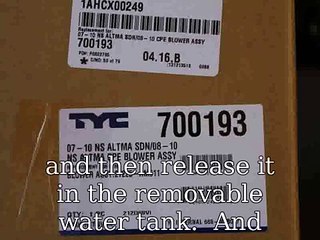 1AHCX00249
Replacement for
07-10 NS ALTMA SDN/08-10 CPE BLOWER ASSY
700193
04.16.B
TYC
700193
07-10 NS ALTMA SDN/08-10
NS ALTMA CPE BLOWER ASSY
and then release it
in the removable
water tank. And